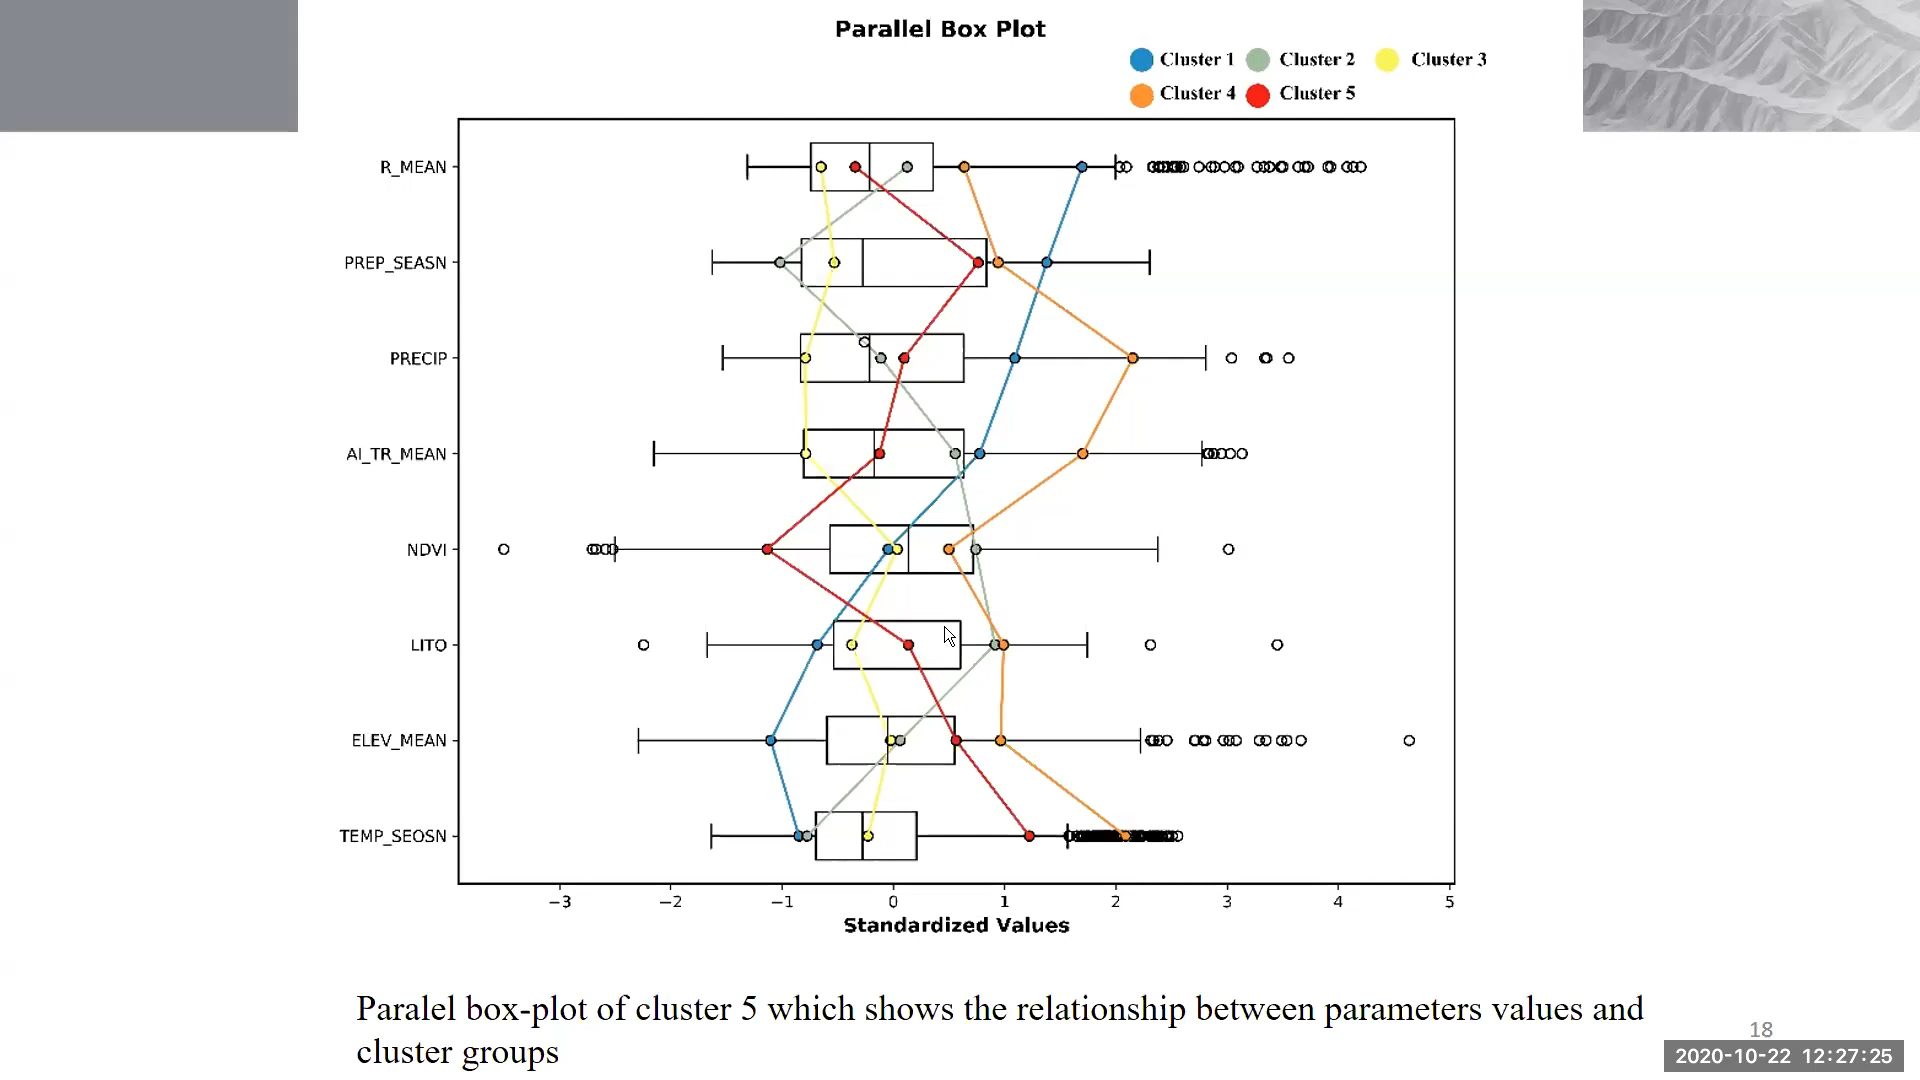 Parallel Box Plot
Cluster 1 Cluster 2 Cluster 3
Cluster 4 Cluster 5
R_MEAN
PREP_SEASN
PRECIP
AI_TR_MEAN
NDVI
LITO
ELEV_MEAN
TEMP_SEOSN
−3 −2 −1 0 1 2 3 4 5
Standardized Values
Paralel box-plot of cluster 5 which shows the relationship between parameters values and
cluster groups
18
2020-10-22 12:27:25